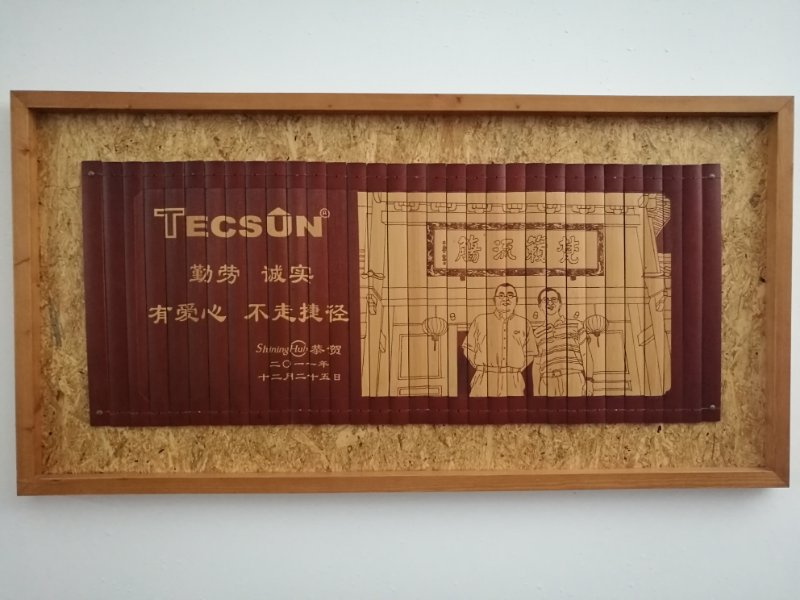 TECSUN®
勤劳 诚实
有爱心 不走捷径
ShiningHub 恭贺
二〇一一年
十二月二十五日